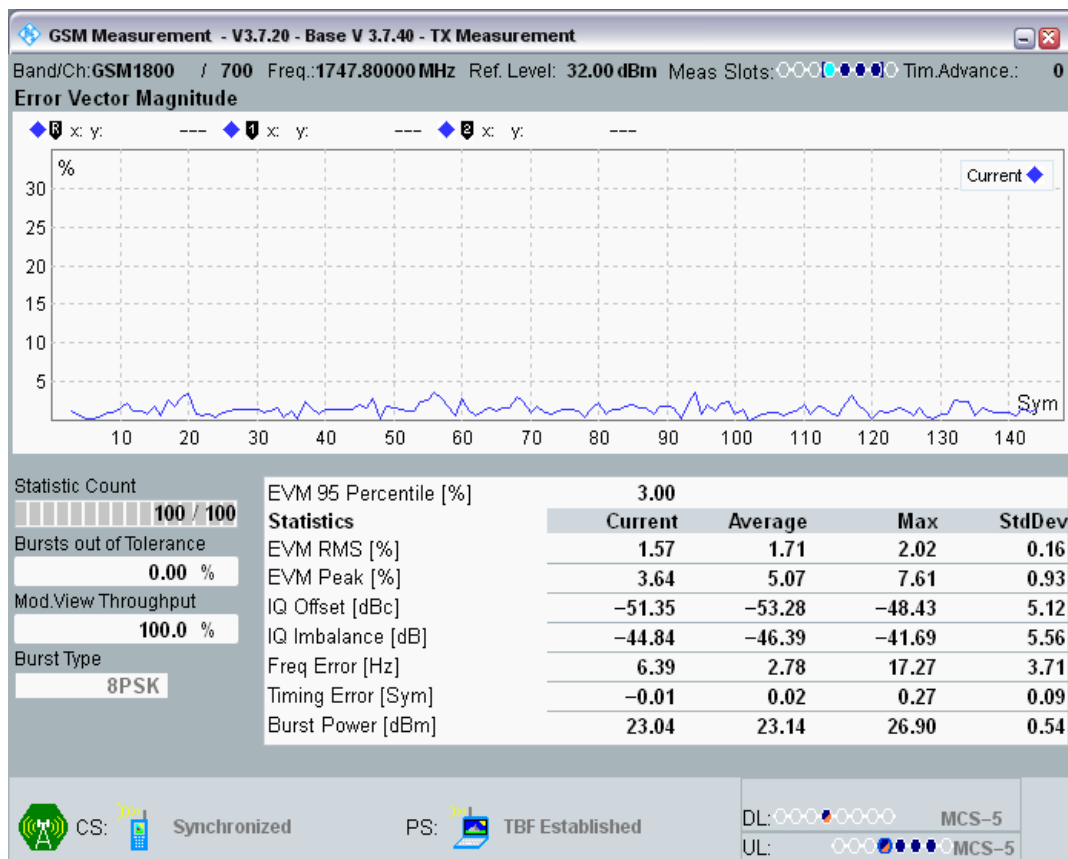 GSM Measurement - V3.7.20 - Base V 3.7.40 - TX Measurement
Band/Ch:GSM1800 / 700 Freq.:1747.80000 MHz Ref. Level: 32.00 dBm Meas Slots: Tim.Advance.: 0
Error Vector Magnitude
R x: y: --- 1 x: y: --- 2 x: y: ---
%
Current
30
25
20
15
10
5
Sym
10 20 30 40 50 60 70 80 90 100 110 120 130 140
Statistic Count
100 / 100
Bursts out of Tolerance
0.00 %
Mod.View Throughput
100.0 %
Burst Type
8PSK
EVM 95 Percentile [%] 3.00
Statistics Current Average Max StdDev
EVM RMS [%] 1.57 1.71 2.02 0.16
EVM Peak [%] 3.64 5.07 7.61 0.93
IQ Offset [dBc] −51.35 −53.28 −48.43 5.12
IQ Imbalance [dB] −44.84 −46.39 −41.69 5.56
Freq Error [Hz] 6.39 2.78 17.27 3.71
Timing Error [Sym] −0.01 0.02 0.27 0.09
Burst Power [dBm] 23.04 23.14 26.90 0.54
CS: Synchronized PS: TBF Established
DL: MCS−5
UL: MCS−5